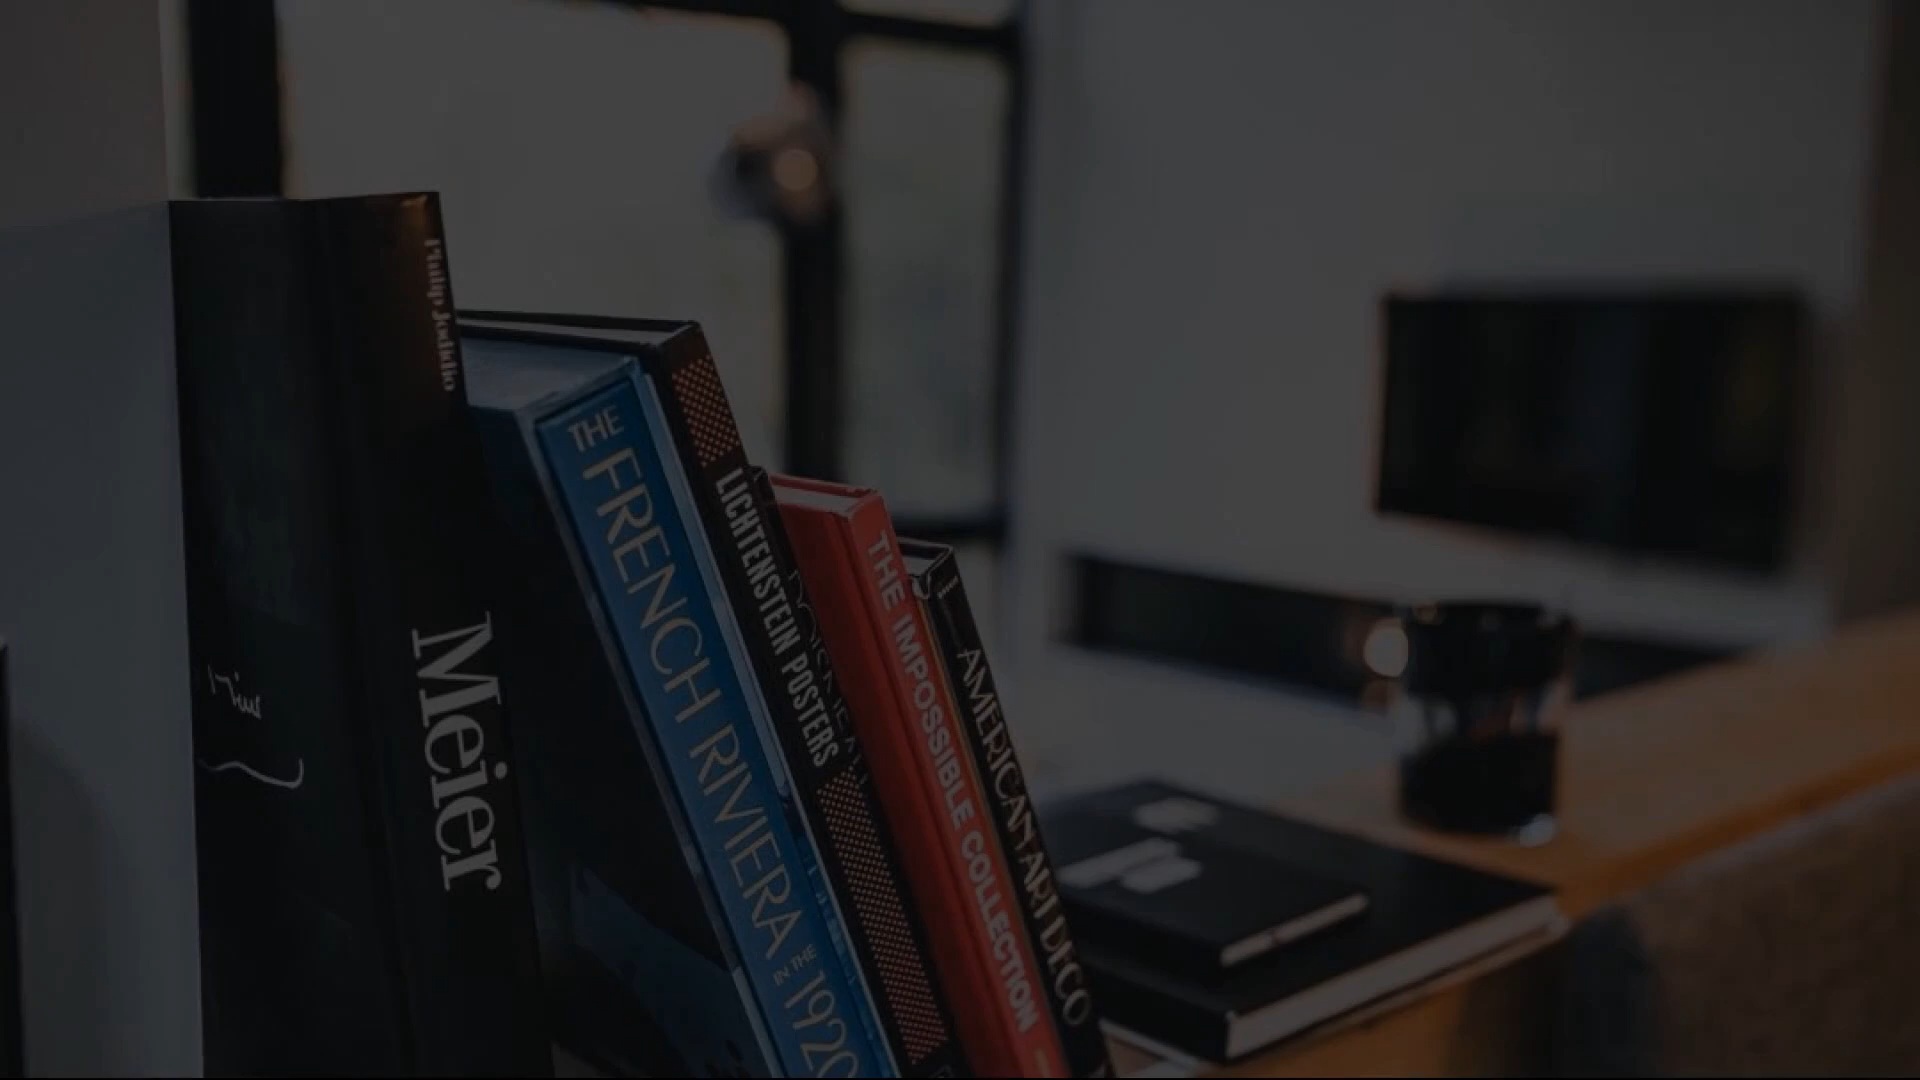 Philip Jodidio
Meier
THE
FRENCH RIVIERA
IN THE
1920
LICHTENSTEIN POSTERS
THE IMPOSSIBLE COLLECTION
AMERICAN ART DECO